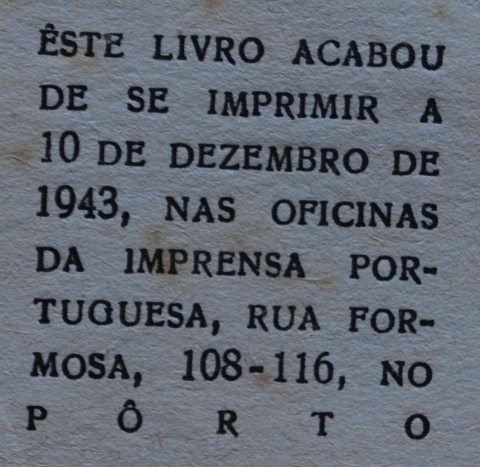 ÊSTE LIVRO ACABOU
DE SE IMPRIMIR A
10 DE DEZEMBRO DE
1943, NAS OFICINAS
DA IMPRENSA POR-
TUGUESA, RUA FOR-
MOSA, 108-116, NO
P Ô R T O